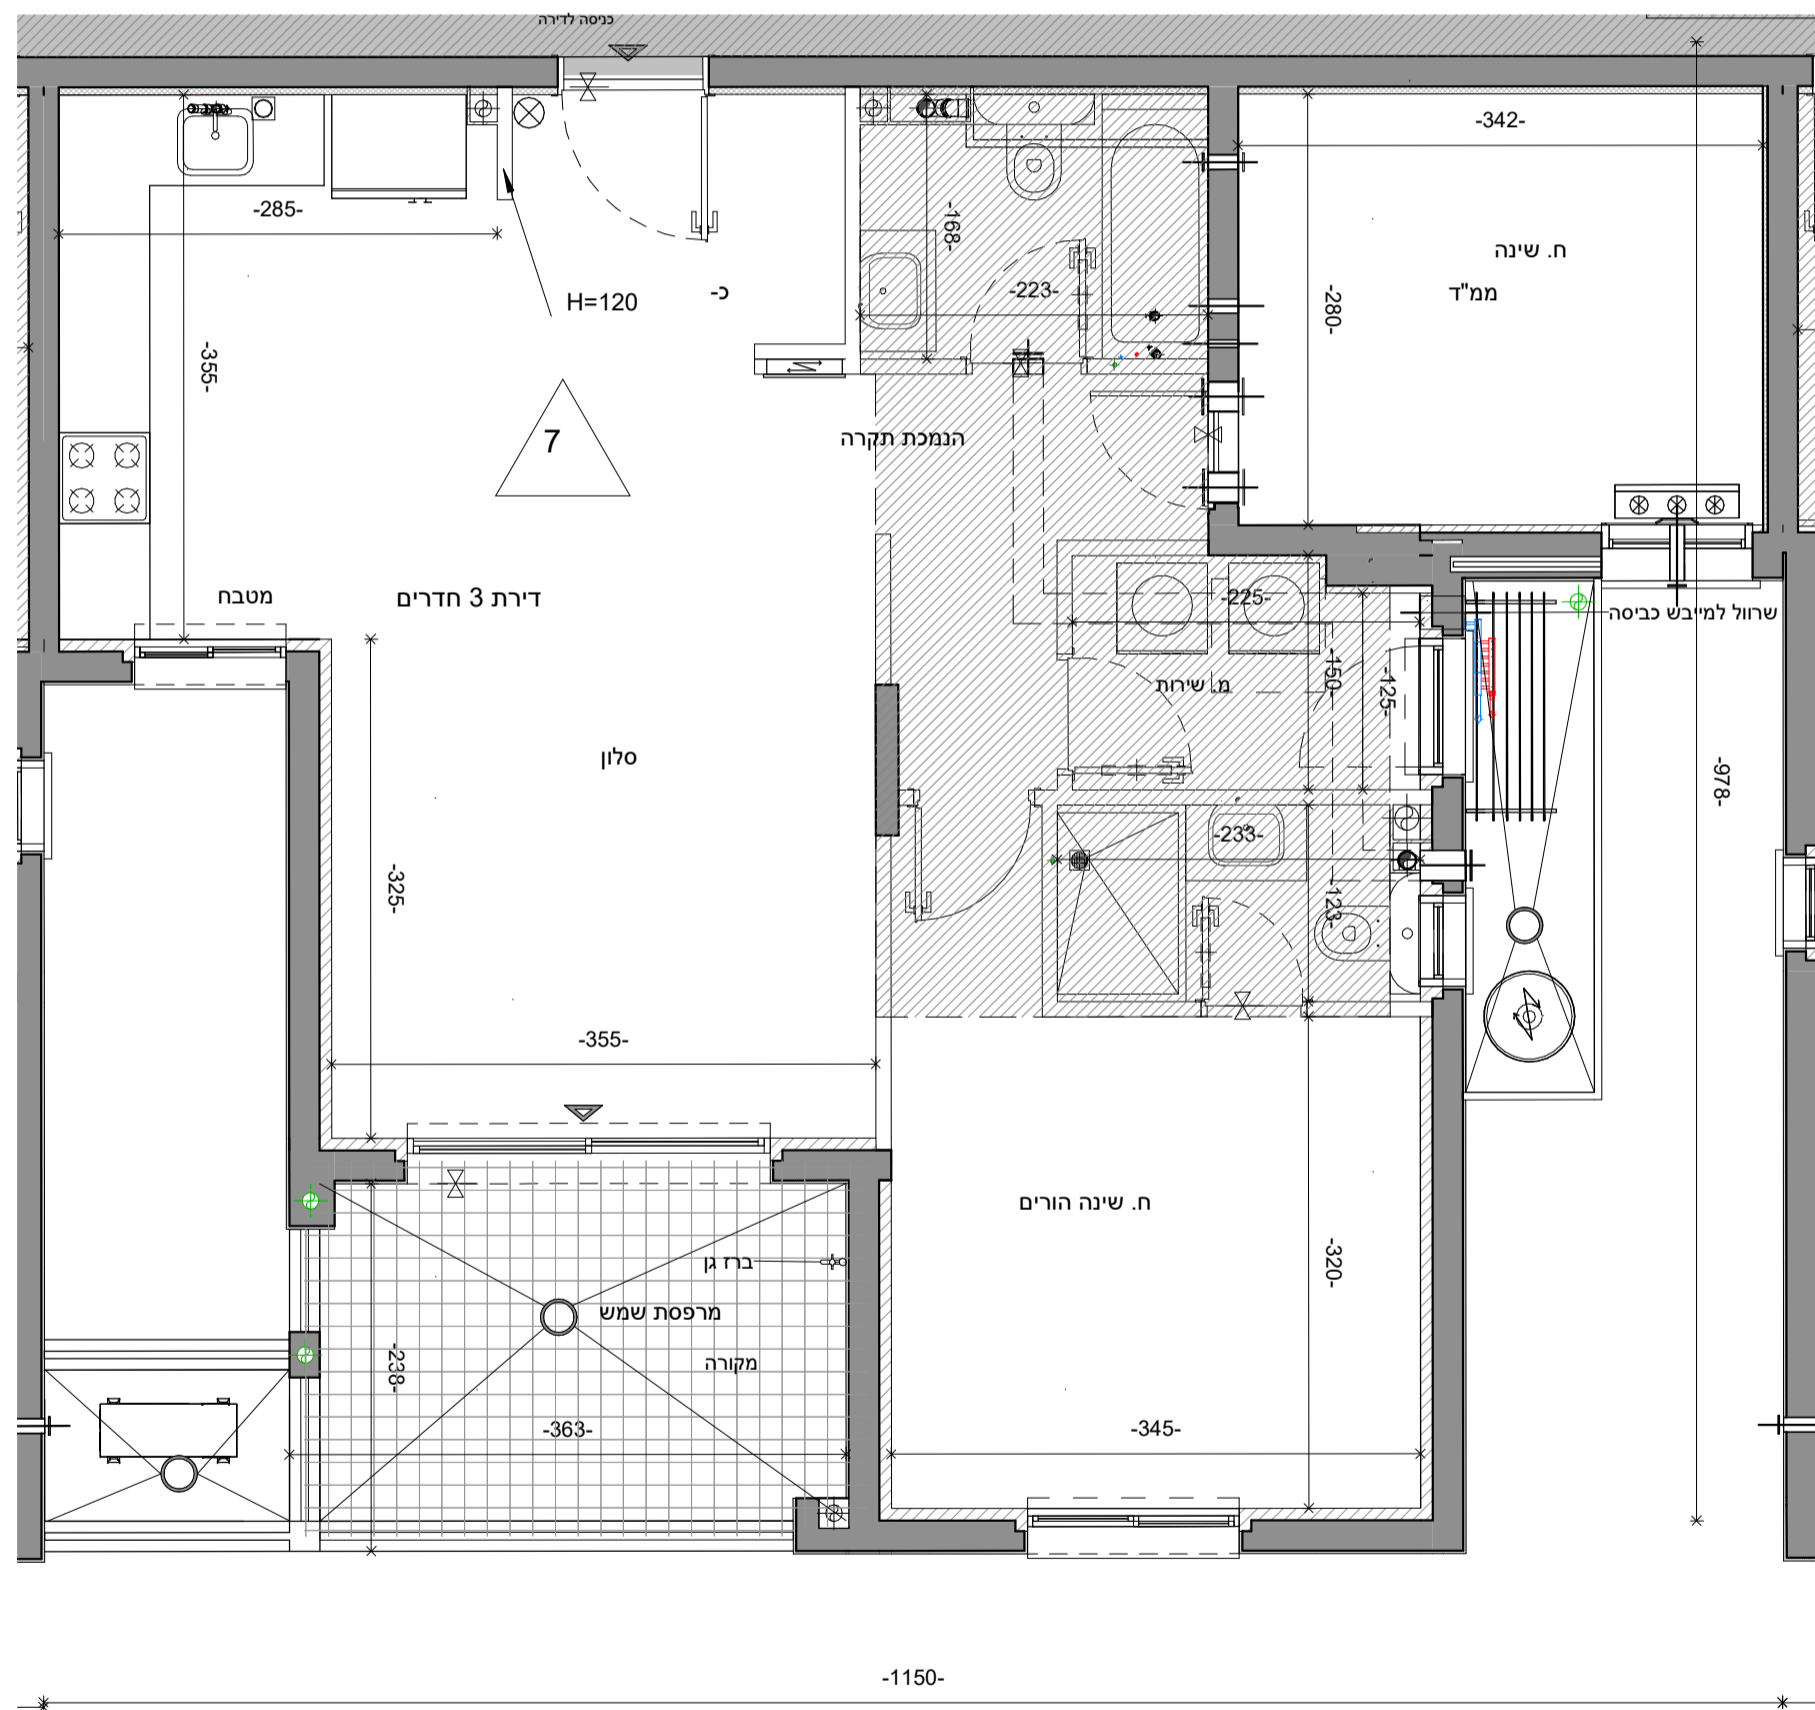 כניסה לדירה
-342-
-285-
-168-
ח. שינה
ממ"ד
-223-
כ-
H=120
-280-
-355-
הנמכת תקרה
7
מטבח
דירת 3 חדרים
-225-
שרוול למייבש כביסה
-150-
-125-
מ. שירות
סלון
-978-
-233-
-325-
-123-
-355-
ח. שינה הורים
ברז גן
-320-
מרפסת שמש
מקורה
-238-
-363-
-345-
-1150-